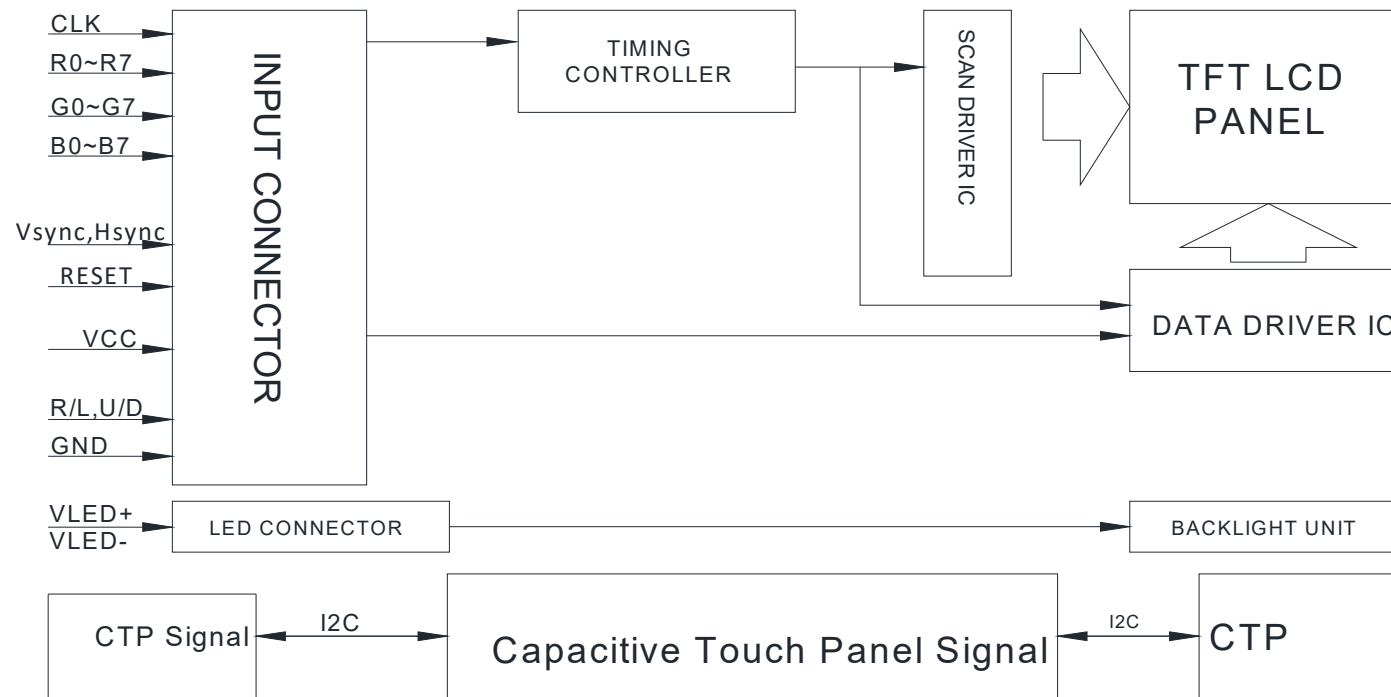 CLK
R0~R7
G0~G7
B0~B7
Vsync,Hsync
RESET
VCC
R/L,U/D
GND
INPUT CONNECTOR
TIMING
CONTROLLER
SCAN DRIVER IC
TFT LCD
PANEL
DATA DRIVER IC
VLED+
VLED-
LED CONNECTOR
BACKLIGHT UNIT
CTP Signal
I2C
Capacitive Touch Panel Signal
I2C
CTP